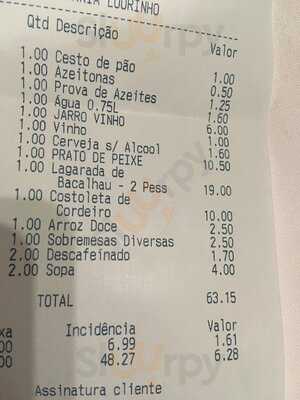 LOURINHO
Qtd Descrição Valor
1.00 Cesto de pão 1.00
1.00 Azeitonas 0.50
1.00 Prova de Azeites 1.25
1.00 Agua 0.75L 1.60
1.00 JARRO VINHO 6.00
1.00 Vinho 1.00
1.00 Cerveja s/ Alcool 1.60
1.00 PRATO DE PEIXE 10.50
1.00 Lagarada de
Bacalhau - 2 Pess 19.00
1.00 Costoleta de
Cordeiro 10.00
1.00 Arroz Doce 2.50
1.00 Sobremesas Diversas 2.50
2.00 Descafeinado 1.70
2.00 Sopa 4.00
TOTAL 63.15
xa Incidência Valor
00 6.99 1.61
00 48.27 6.28
Assinatura cliente